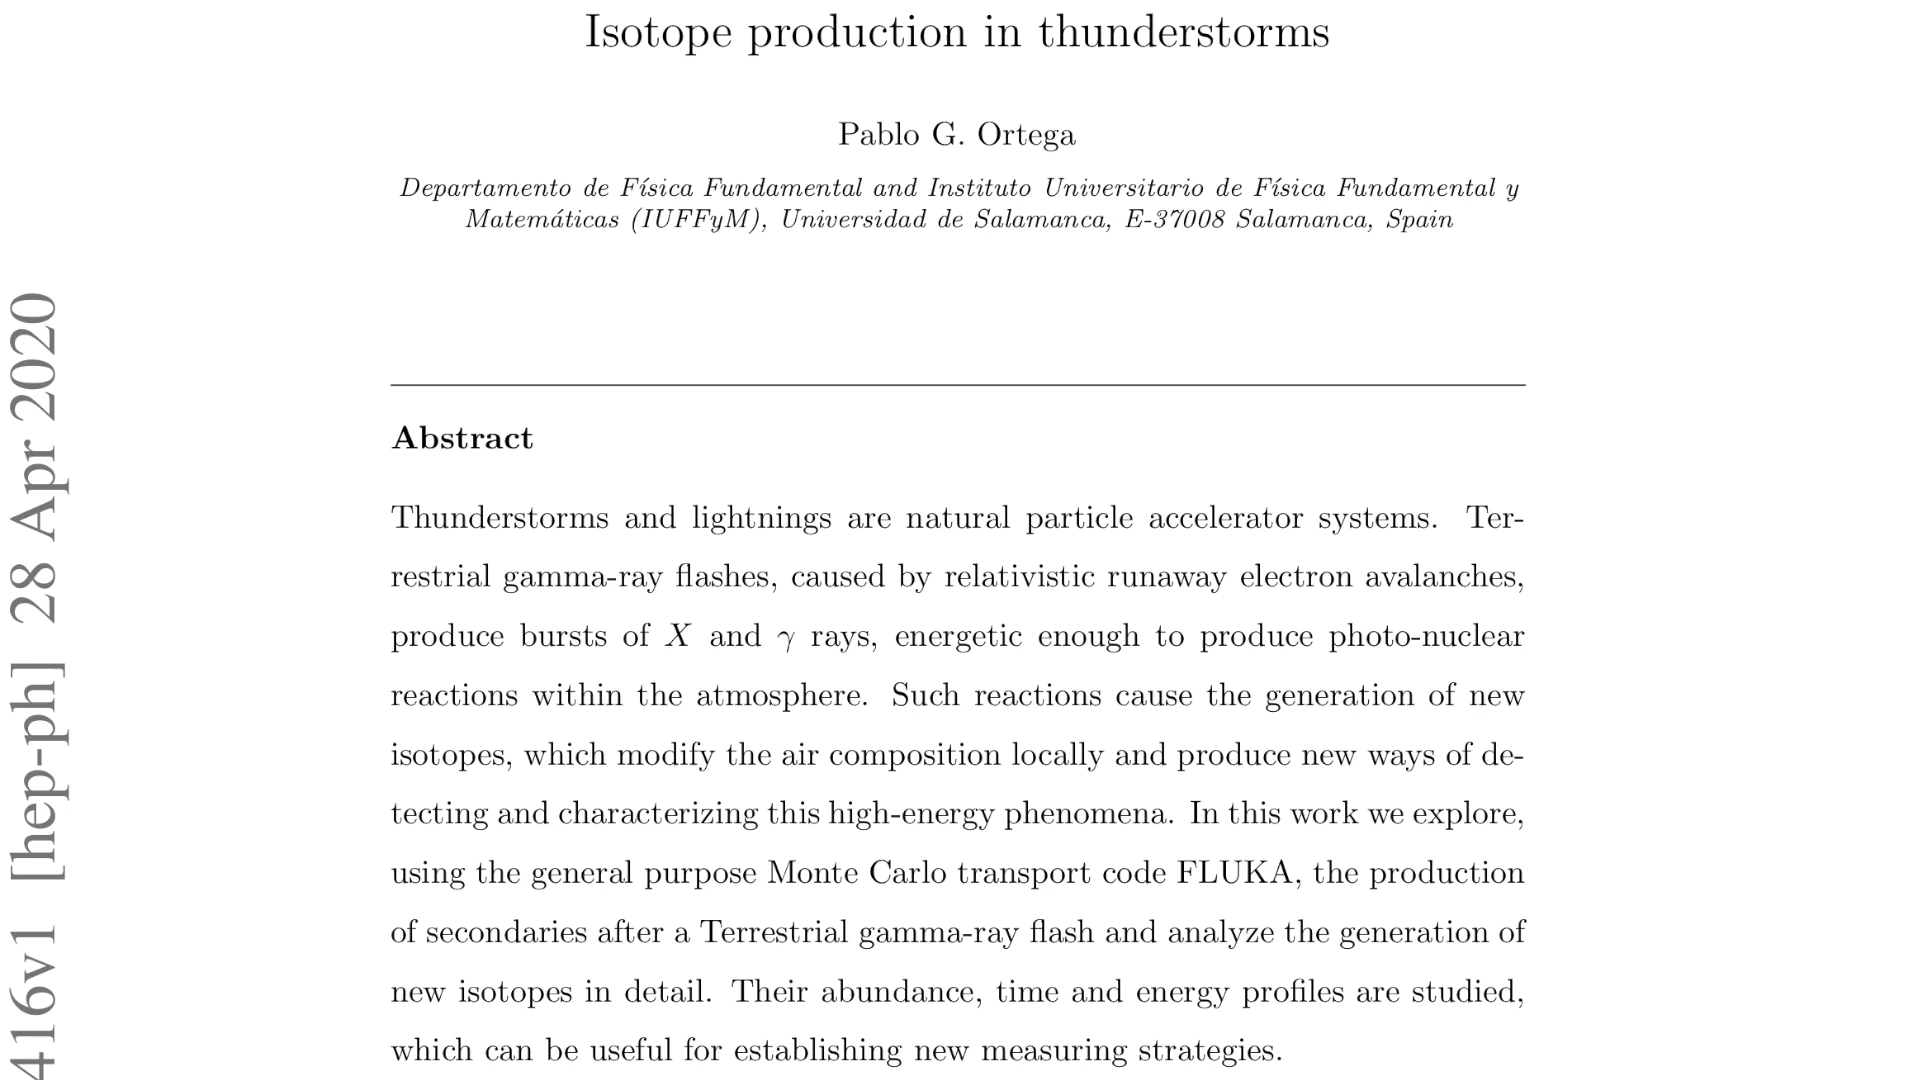 Isotope production in thunderstorms
Pablo G. Ortega
Departamento de Física Fundamental and Instituto Universitario de Física Fundamental y
Matemáticas (IUFFyM), Universidad de Salamanca, E-37008 Salamanca, Spain
416v1 [hep-ph] 28 Apr 2020
Abstract
Thunderstorms and lightnings are natural particle accelerator systems. Ter-
restrial gamma-ray flashes, caused by relativistic runaway electron avalanches,
produce bursts of X and γ rays, energetic enough to produce photo-nuclear
reactions within the atmosphere. Such reactions cause the generation of new
isotopes, which modify the air composition locally and produce new ways of de-
tecting and characterizing this high-energy phenomena. In this work we explore,
using the general purpose Monte Carlo transport code FLUKA, the production
of secondaries after a Terrestrial gamma-ray flash and analyze the generation of
new isotopes in detail. Their abundance, time and energy profiles are studied,
which can be useful for establishing new measuring strategies.